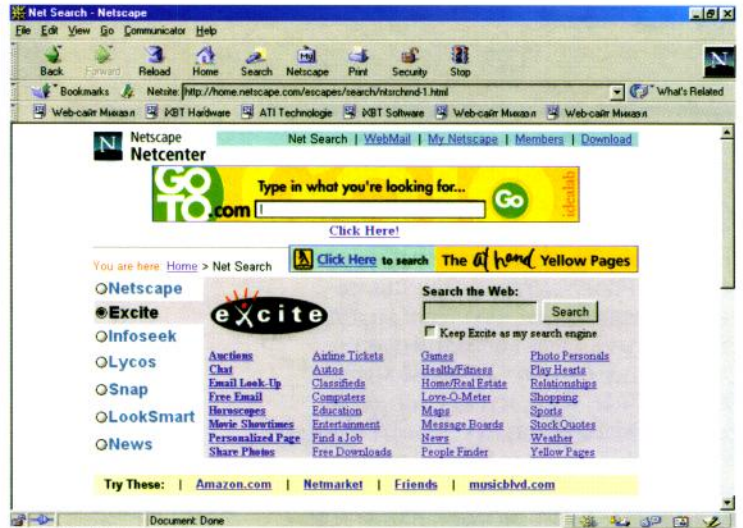 Net Search - Netscape
File Edit View Go Communicator Help
Back Forward Reload Home Search Netscape Print Security Stop
N
Bookmarks Netsite: http://home.netscape.com/escapes/search/ntsrchrnd-1.html What's Related
Web-сайт Михаэл iXBT Hardware ATI Technologie iXBT Software Web-сайт Михаэл Web-сайт Михаэл
N Netscape Netcenter
Net Search | WebMail | My Netscape | Members | Download
GO TO.com
Type in what you're looking for...
Go
idealab
Click Here!
You are here: Home > Net Search
Click Here to search The at hand Yellow Pages
Netscape
Excite
Infoseek
Lycos
Snap
LookSmart
News
excite
Search the Web:
Search
Keep Excite as my search engine
Auctions Airline Tickets Games Photo Personals
Chat Autos Health/Fitness Play Hearts
Email Look-Up Classifieds Home/Real Estate Relationships
Free Email Computers Love-O-Meter Shopping
Horoscopes Education Maps Sports
Movie Showtimes Entertainment Message Boards Stock Quotes
Personalized Page Find a Job News Weather
Share Photos Free Downloads People Finder Yellow Pages
Try These: | Amazon.com | Netmarket | Friends | musicblvd.com
Document: Done